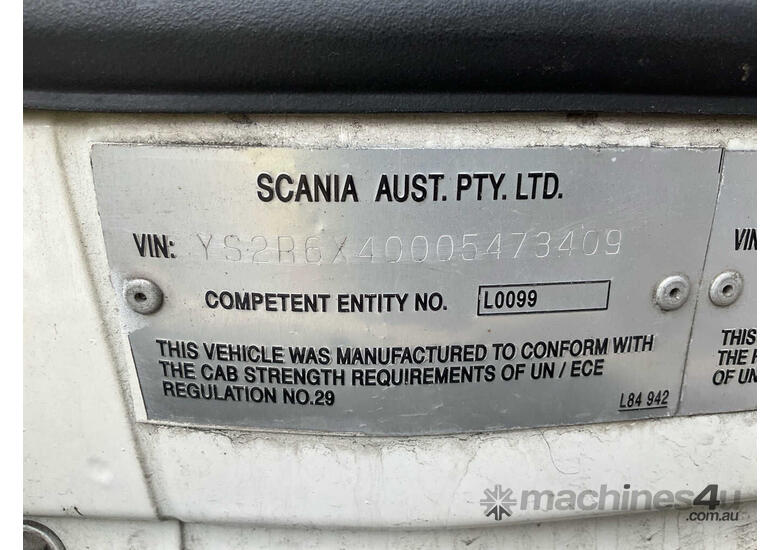 SCANIA AUST. PTY. LTD.
VIN: YS2R6X40005473409
COMPETENT ENTITY NO. L0099
THIS VEHICLE WAS MANUFACTURED TO CONFORM WITH
THE CAB STRENGTH REQUIREMENTS OF UN / ECE
REGULATION NO.29
L84 942
VIN
THIS
THE
OF UN
machines4u
.com.au